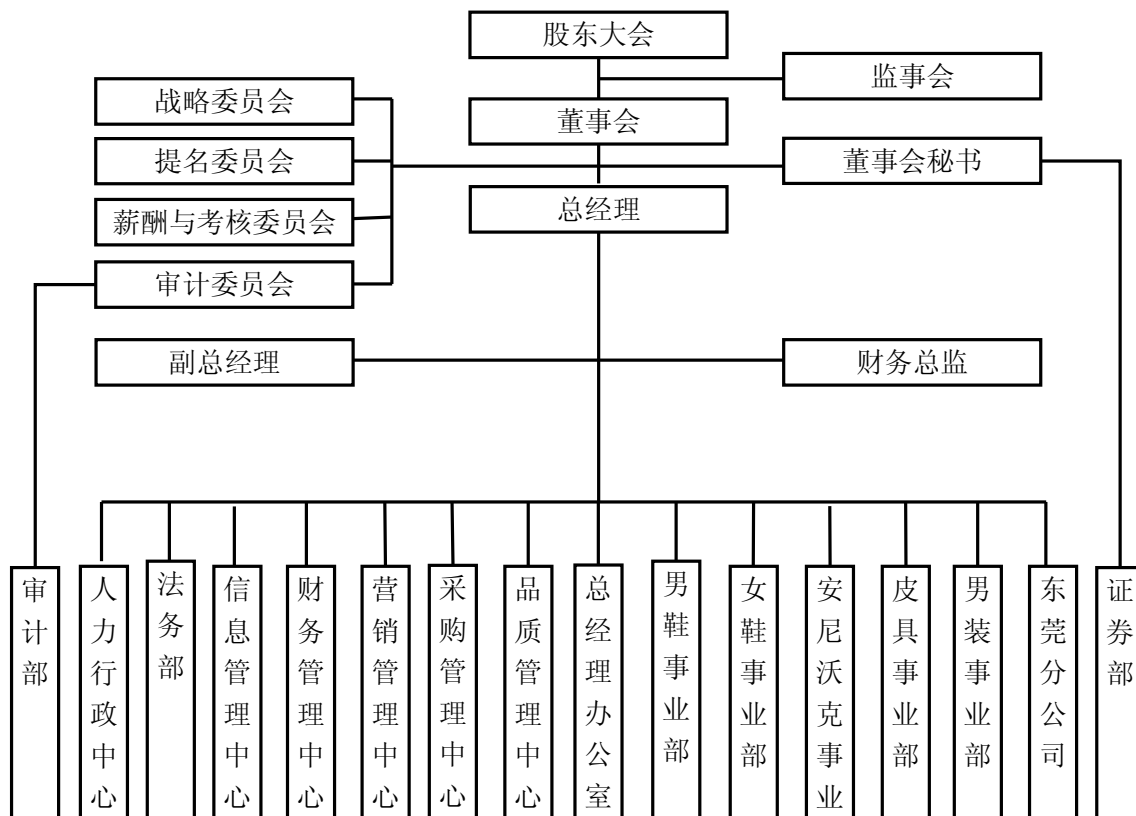 股东大会
监事会
战略委员会
董事会
提名委员会
董事会秘书
总经理
薪酬与考核委员会
审计委员会
副总经理
财务总监
审计部
人力行政中心
法务部
信息管理中心
财务管理中心
营销管理中心
采购管理中心
品质管理中心
总经理办公室
男鞋事业部
女鞋事业部
安尼沃克事业
皮具事业部
男装事业部
东莞分公司
证券部